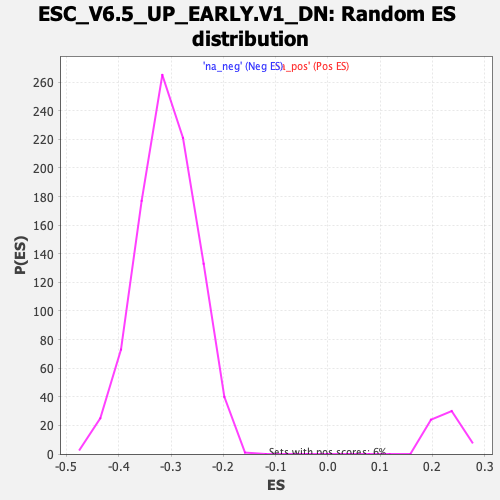 ESC_V6.5_UP_EARLY.V1_DN: Random ES
distribution
'na_neg' (Neg ES)
a_pos' (Pos ES)
260
240
220
200
180
160
140
120
100
80
60
40
20
0
P(ES)
Sets with pos scores: 6%
-0.5 -0.4 -0.3 -0.2 -0.1 0.0 0.1 0.2 0.3
ES